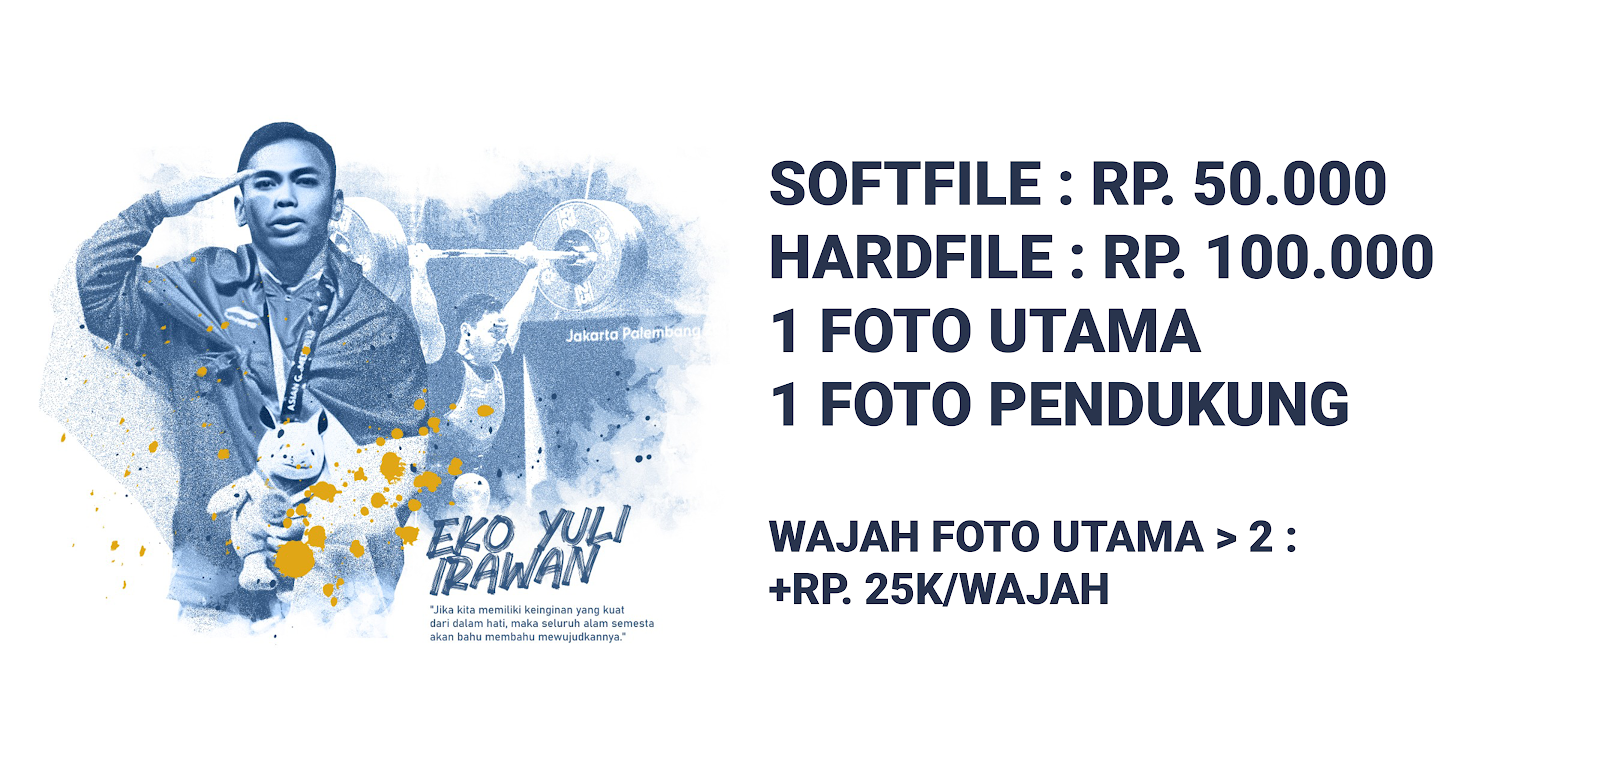 SOFTFILE : RP. 50.000
HARDFILE : RP. 100.000
1 FOTO UTAMA
1 FOTO PENDUKUNG
WAJAH FOTO UTAMA > 2 :
+RP. 25K/WAJAH
Jakarta Palembang
EKO YULI
IRAWAN
"Jika kita memiliki keinginan yang kuat
dari dalam hati, maka seluruh alam semesta
akan bahu membahu mewujudkannya."